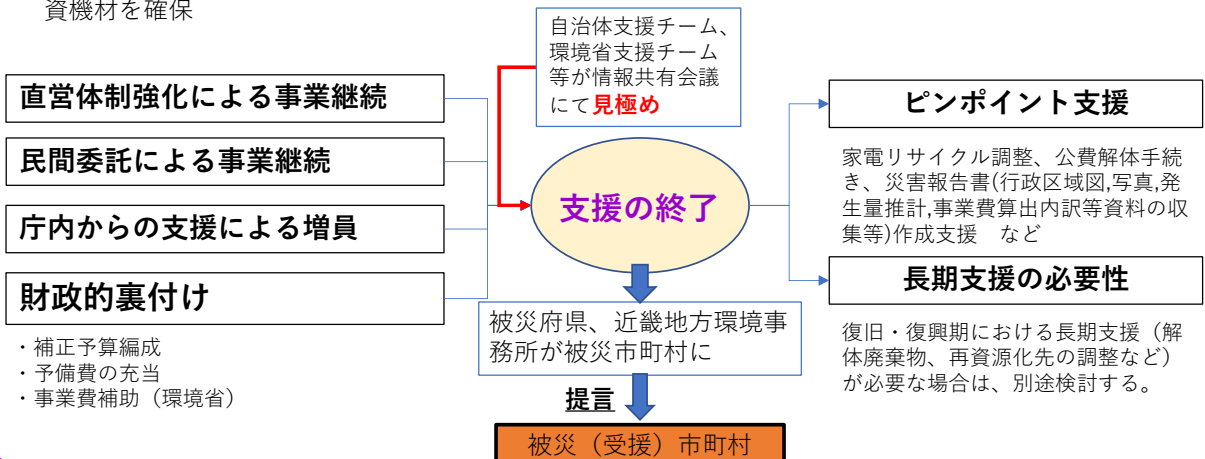 資機材を確保
自治体支援チーム、
環境省支援チーム
等が情報共有会議
にて見極め
直営体制強化による事業継続
民間委託による事業継続
庁内からの支援による増員
財政的裏付け
・補正予算編成
・予備費の充当
・事業費補助（環境省）
支援の終了
被災府県、近畿地方環境事
務所が被災市町村に
提言
被災（受援）市町村
ピンポイント支援
家電リサイクル調整、公費解体手続
き、災害報告書(行政区域図,写真,発
生量推計,事業費算出内訳等資料の収
集等)作成支援　など
長期支援の必要性
復旧・復興期における長期支援（解
体廃棄物、再資源化先の調整など）
が必要な場合は、別途検討する。